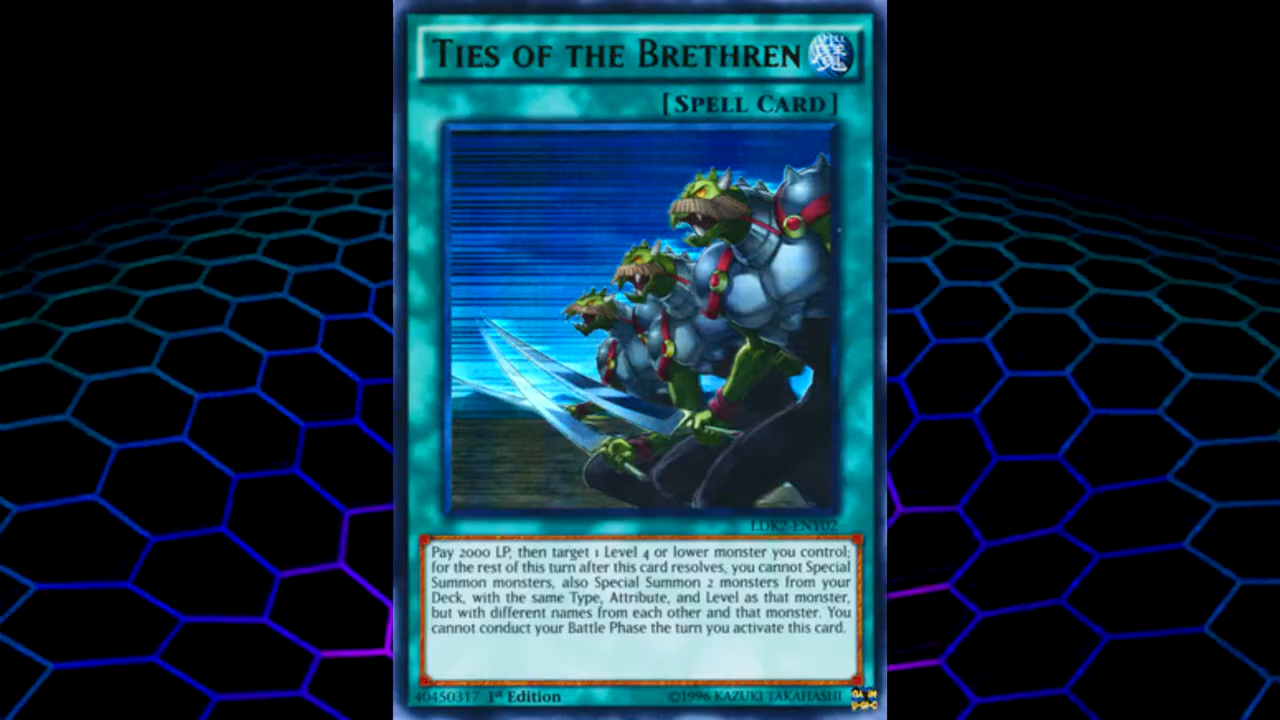 TIES OF THE BRETHREN
[SPELL CARD]
LDK2-ENY02
Pay 2000 LP, then target 1 Level 4 or lower monster you control;
for the rest of this turn after this card resolves, you cannot Special
Summon monsters, also Special Summon 2 monsters from your
Deck, with the same Type, Attribute, and Level as that monster,
but with different names from each other and that monster. You
cannot conduct your Battle Phase the turn you activate this card.
40450317 1st Edition ©1996 KAZUKI TAKAHASHI